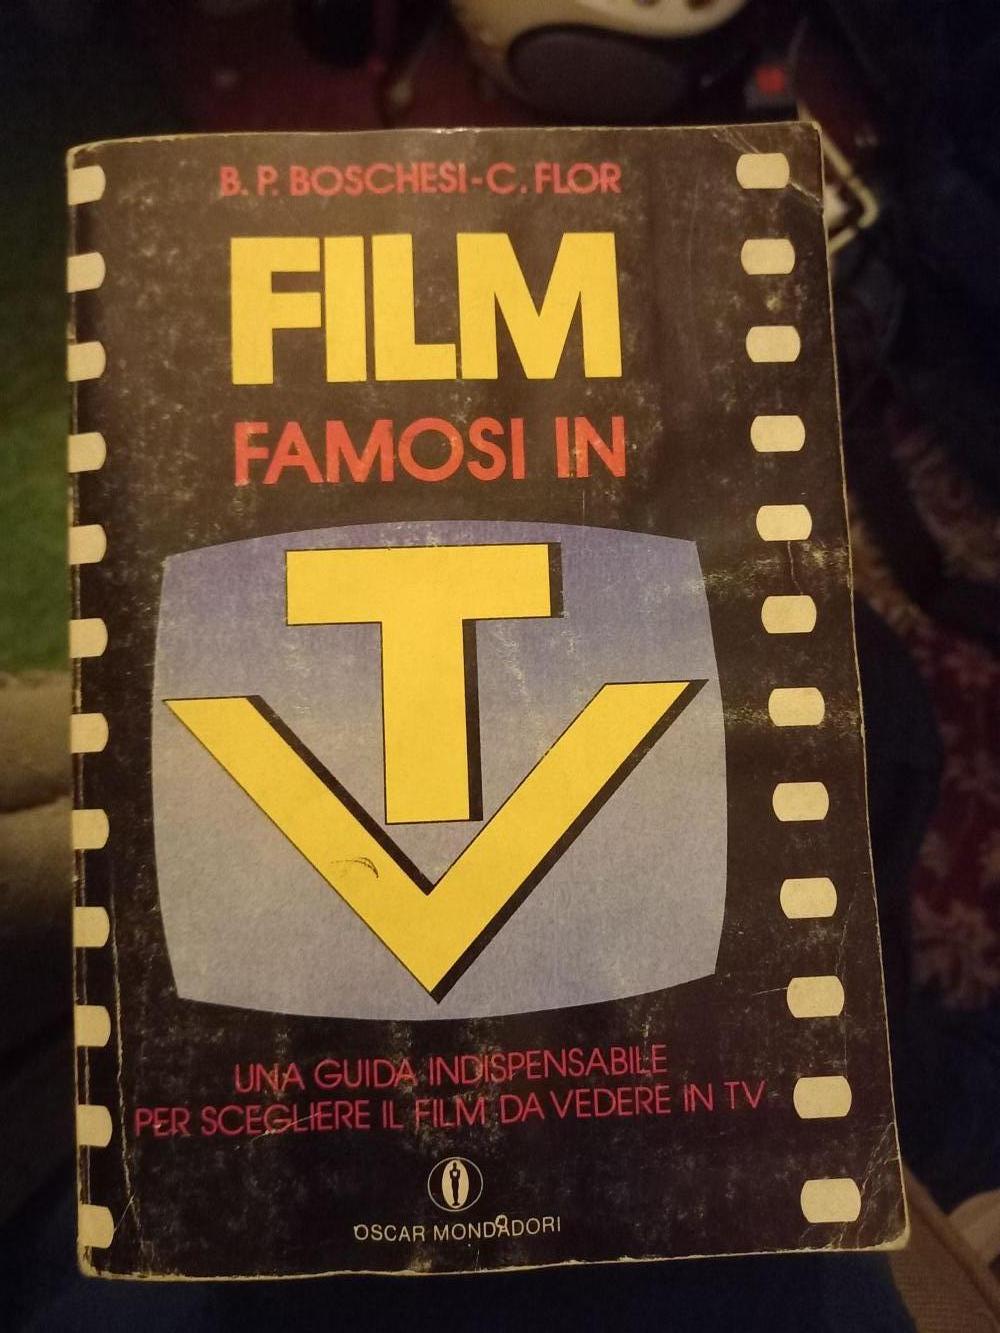 B. P. BOSCHESI - C. FLOR
FILM
FAMOSI IN
TV
UNA GUIDA INDISPENSABILE
PER SCEGLIERE IL FILM DA VEDERE IN TV
OSCAR MONDADORI